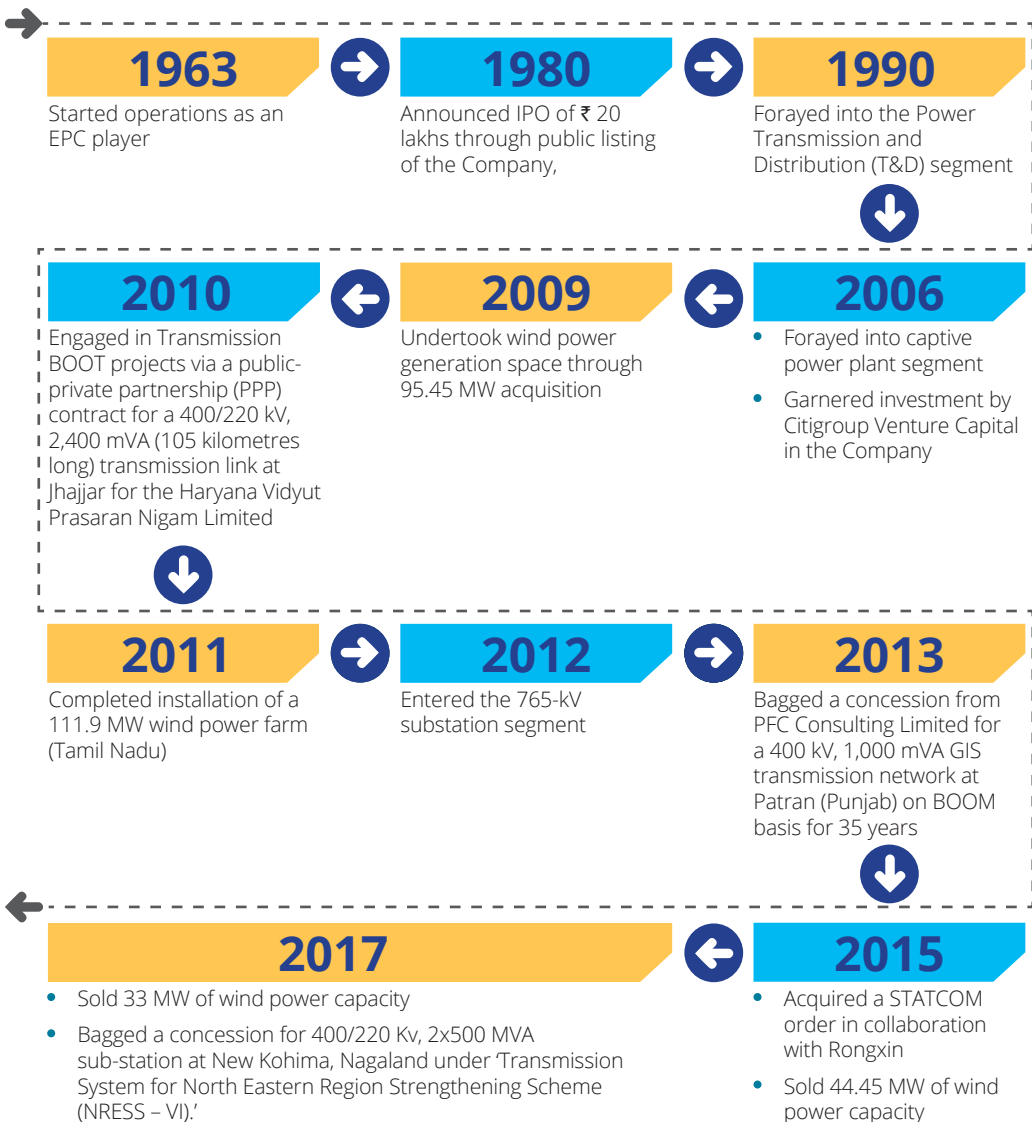 1963
Started operations as an
EPC player
1980
Announced IPO of ₹ 20
lakhs through public listing
of the Company,
1990
Forayed into the Power
Transmission and
Distribution (T&D) segment
2006
• Forayed into captive
power plant segment
• Garnered investment by
Citigroup Venture Capital
in the Company
2009
Undertook wind power
generation space through
95.45 MW acquisition
2010
Engaged in Transmission
BOOT projects via a public-
private partnership (PPP)
contract for a 400/220 kV,
2,400 mVA (105 kilometres
long) transmission link at
Jhajjar for the Haryana Vidyut
Prasaran Nigam Limited
2011
Completed installation of a
111.9 MW wind power farm
(Tamil Nadu)
2012
Entered the 765-kV
substation segment
2013
Bagged a concession from
PFC Consulting Limited for
a 400 kV, 1,000 mVA GIS
transmission network at
Patran (Punjab) on BOOM
basis for 35 years
2015
• Acquired a STATCOM
order in collaboration
with Rongxin
• Sold 44.45 MW of wind
power capacity
2017
• Sold 33 MW of wind power capacity
• Bagged a concession for 400/220 Kv, 2x500 MVA
sub-station at New Kohima, Nagaland under ‘Transmission
System for North Eastern Region Strengthening Scheme
(NRESS – VI).’